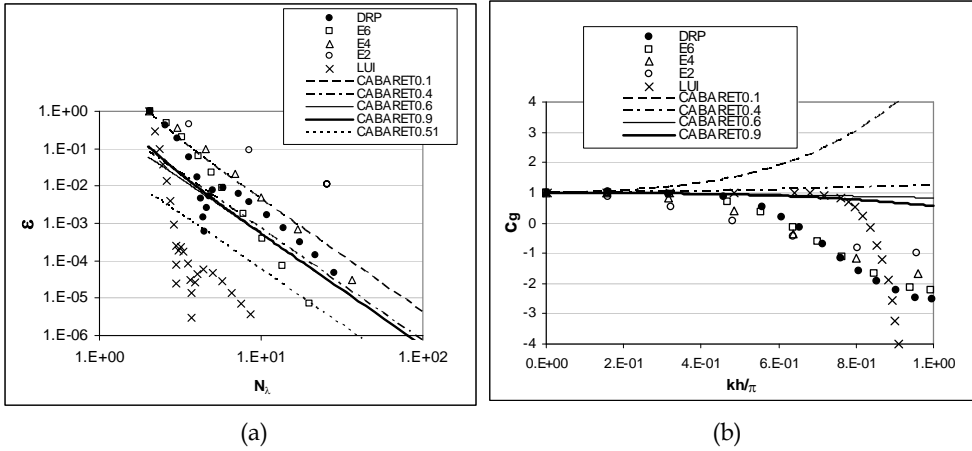 DRP
E6
E4
E2
LUI
CABARET0.1
CABARET0.4
CABARET0.6
CABARET0.9
CABARET0.51
1.E+00
1.E-01
1.E-02
1.E-03
1.E-04
1.E-05
1.E-06
ε
1.E+00 1.E+01 1.E+02
Nλ
(a)
DRP
E6
E4
E2
LUI
CABARET0.1
CABARET0.4
CABARET0.6
CABARET0.9
4
3
2
1
0
-1
-2
-3
-4
Cg
0.E+00 2.E-01 4.E-01 6.E-01 8.E-01 1.E+00
kh/π
(b)